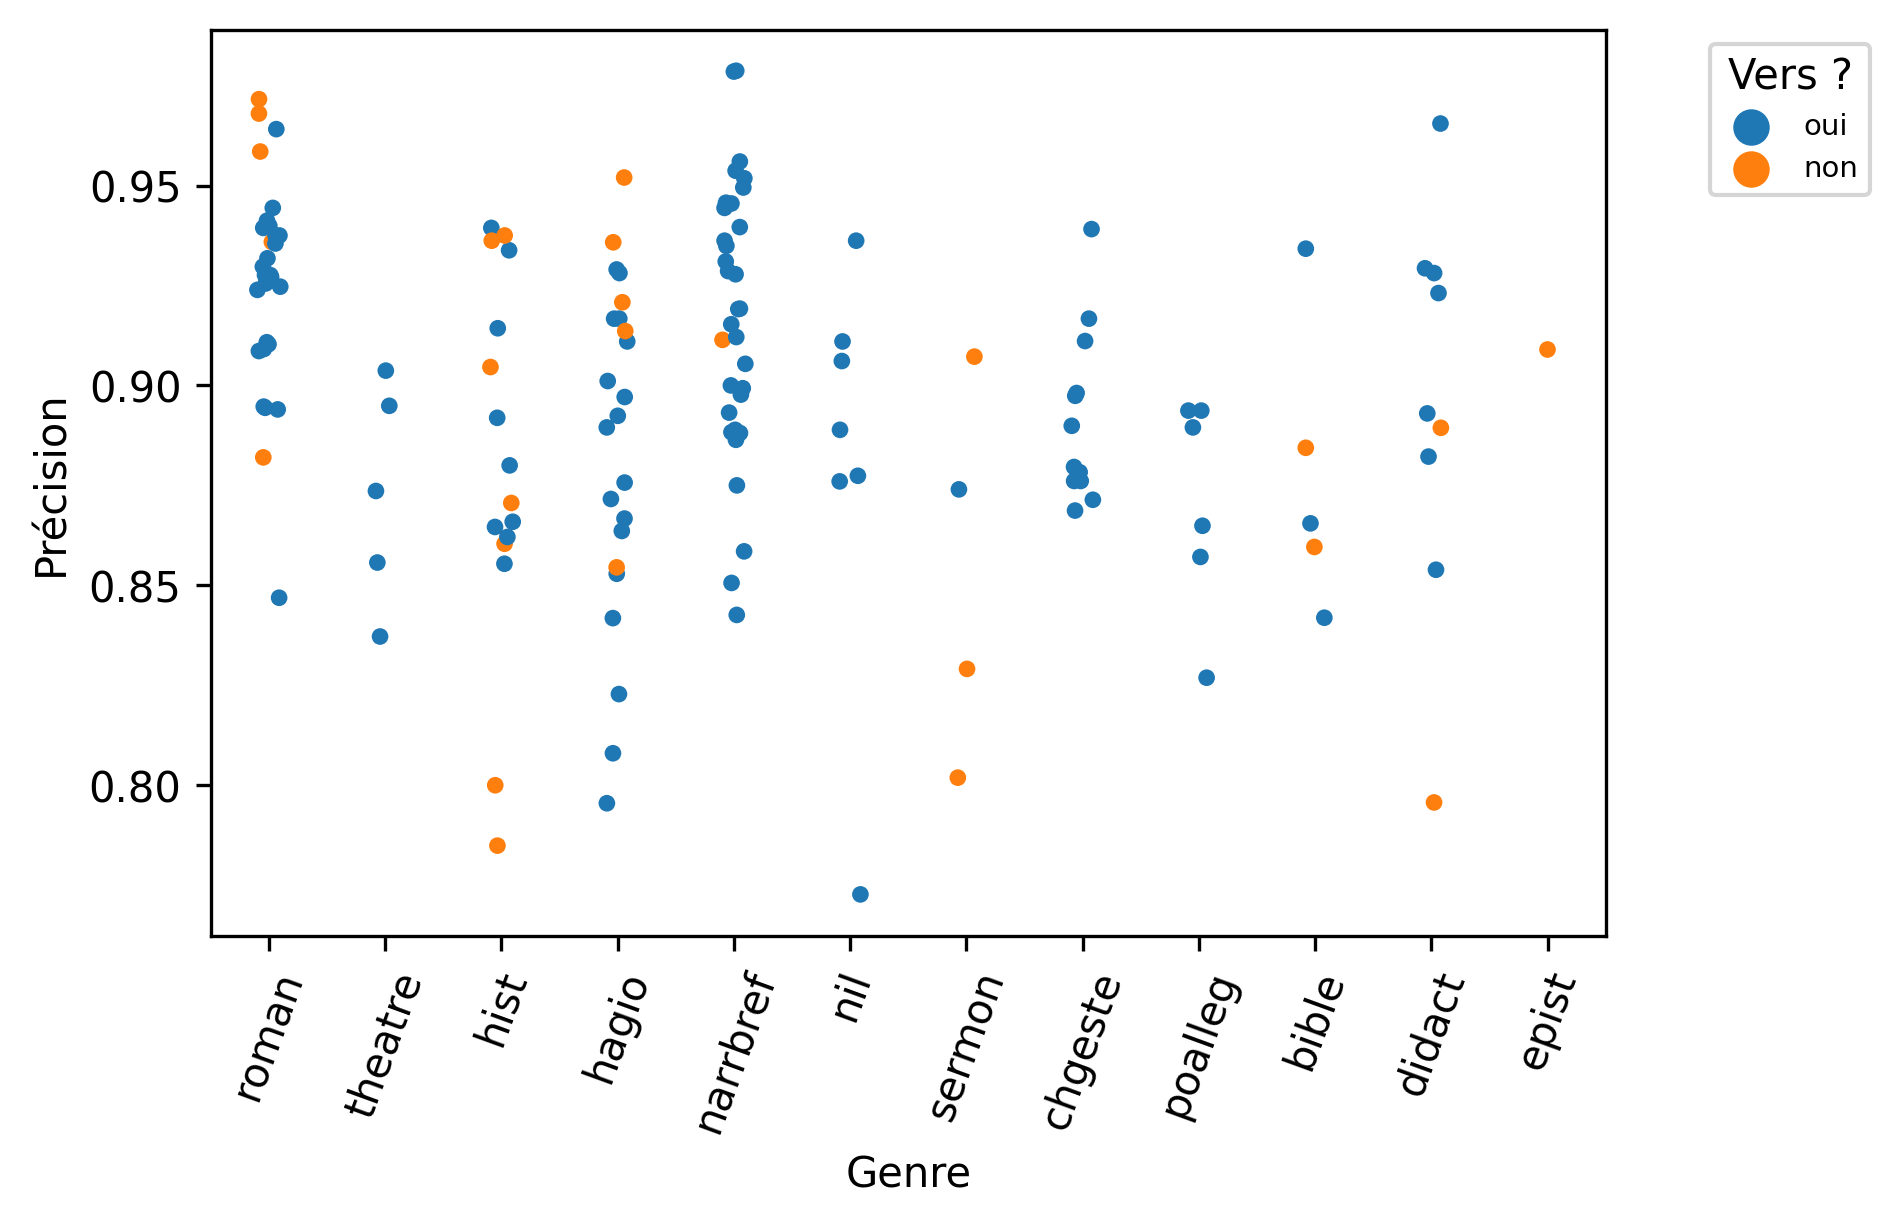 Vers ?
oui
non
Précision
0.95
0.90
0.85
0.80
roman
theatre
hist
hagio
narrbref
nil
sermon
chgeste
poalleg
bible
didact
epist
Genre